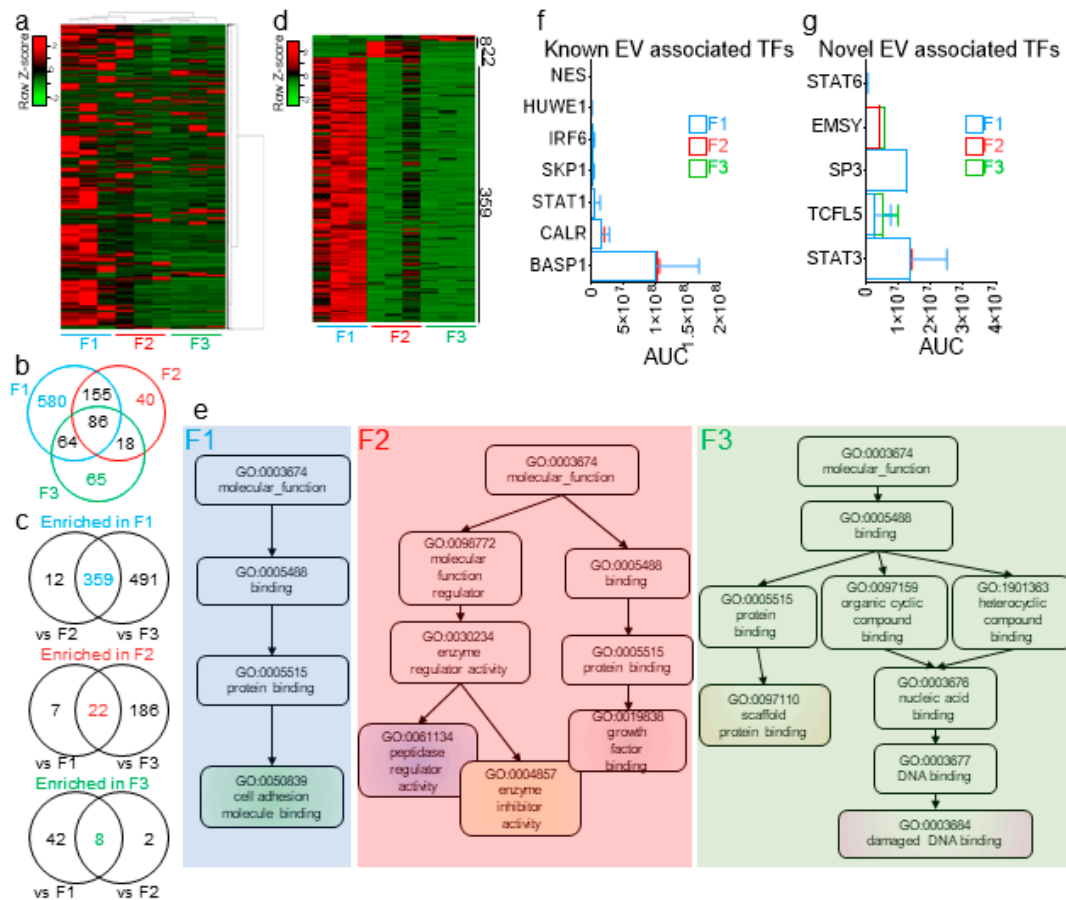 a
Raw Z-score
2
-2
F1
F2
F3
d
Raw Z-score
2
8
22
359
F1
F2
F3
f
Known EV associated TFs
NES
HUWE1
IRF6
SKP1
STAT1
CALR
BASP1
F1
F2
F3
0
5×10⁷
1×10⁸
1.5×10⁸
2×10⁸
AUC
g
Novel EV associated TFs
STAT6
EMSY
SP3
TCFL5
STAT3
F1
F2
F3
0
1×10⁷
2×10⁷
3×10⁷
4×10⁷
AUC
b
F1
F2
580
155
40
86
64
18
65
F3
c
Enriched in F1
12
359
491
vs F2
vs F3
Enriched in F2
7
22
186
vs F1
vs F3
Enriched in F3
42
8
2
vs F1
vs F2
e
F1
GO:0003674
molecular_function
GO:0005488
binding
GO:0005515
protein binding
GO:0050839
cell adhesion
molecule binding
F2
GO:0003674
molecular_function
GO:0098772
molecular
function
regulator
GO:0005488
binding
GO:0030234
enzyme
regulator activity
GO:0005515
protein binding
GO:0061134
peptidase
regulator
activity
GO:0004857
enzyme
inhibitor
activity
GO:0019838
growth
factor
binding
F3
GO:0003674
molecular_function
GO:0005488
binding
GO:0005515
protein
binding
GO:0097159
organic cyclic
compound
binding
GO:1901363
heterocyclic
compound
binding
GO:0097110
scaffold
protein binding
GO:0003676
nucleic acid
binding
GO:0003677
DNA binding
GO:0003684
damaged DNA binding